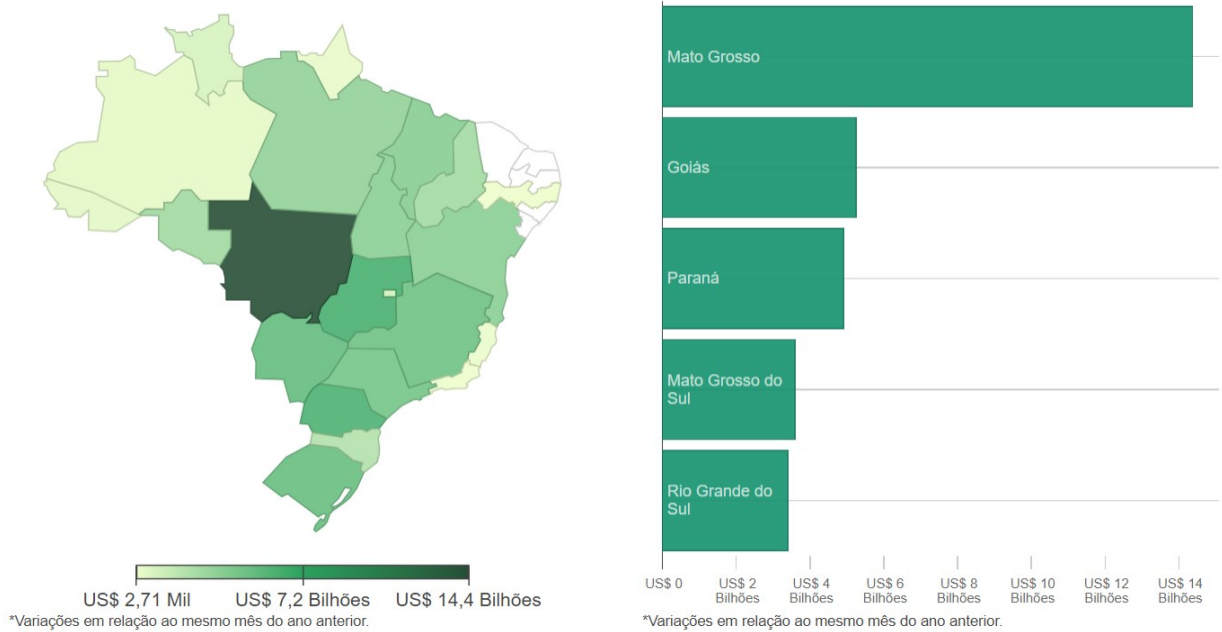 US$ 2,71 Mil
US$ 7,2 Bilhões
US$ 14,4 Bilhões
*Variações em relação ao mesmo mês do ano anterior.
Mato Grosso
Goiás
Paraná
Mato Grosso do
Sul
Rio Grande do
Sul
US$ 0
US$ 2
Bilhões
US$ 4
Bilhões
US$ 6
Bilhões
US$ 8
Bilhões
US$ 10
Bilhões
US$ 12
Bilhões
US$ 14
Bilhões
*Variações em relação ao mesmo mês do ano anterior.